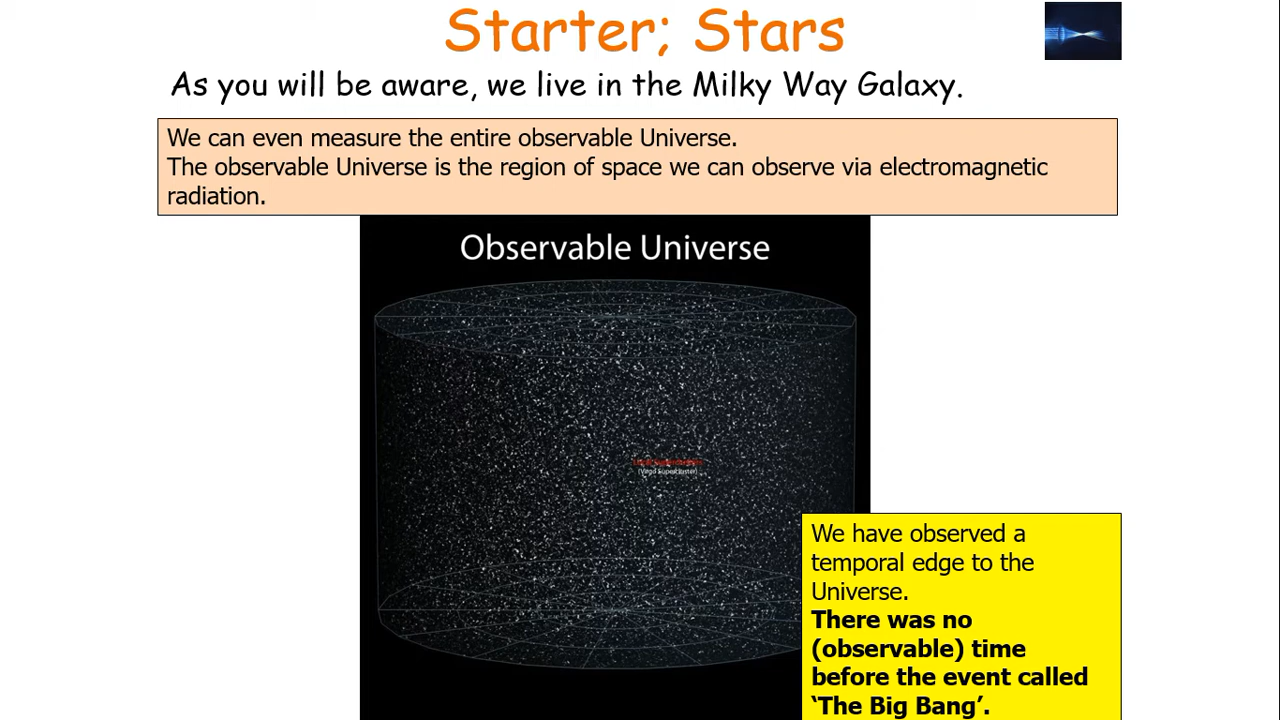 Starter; Stars
As you will be aware, we live in the Milky Way Galaxy.
We can even measure the entire observable Universe.
The observable Universe is the region of space we can observe via electromagnetic
radiation.
Observable Universe
(Virgo Supercluster)
We have observed a
temporal edge to the
Universe.
There was no
(observable) time
before the event called
‘The Big Bang’.